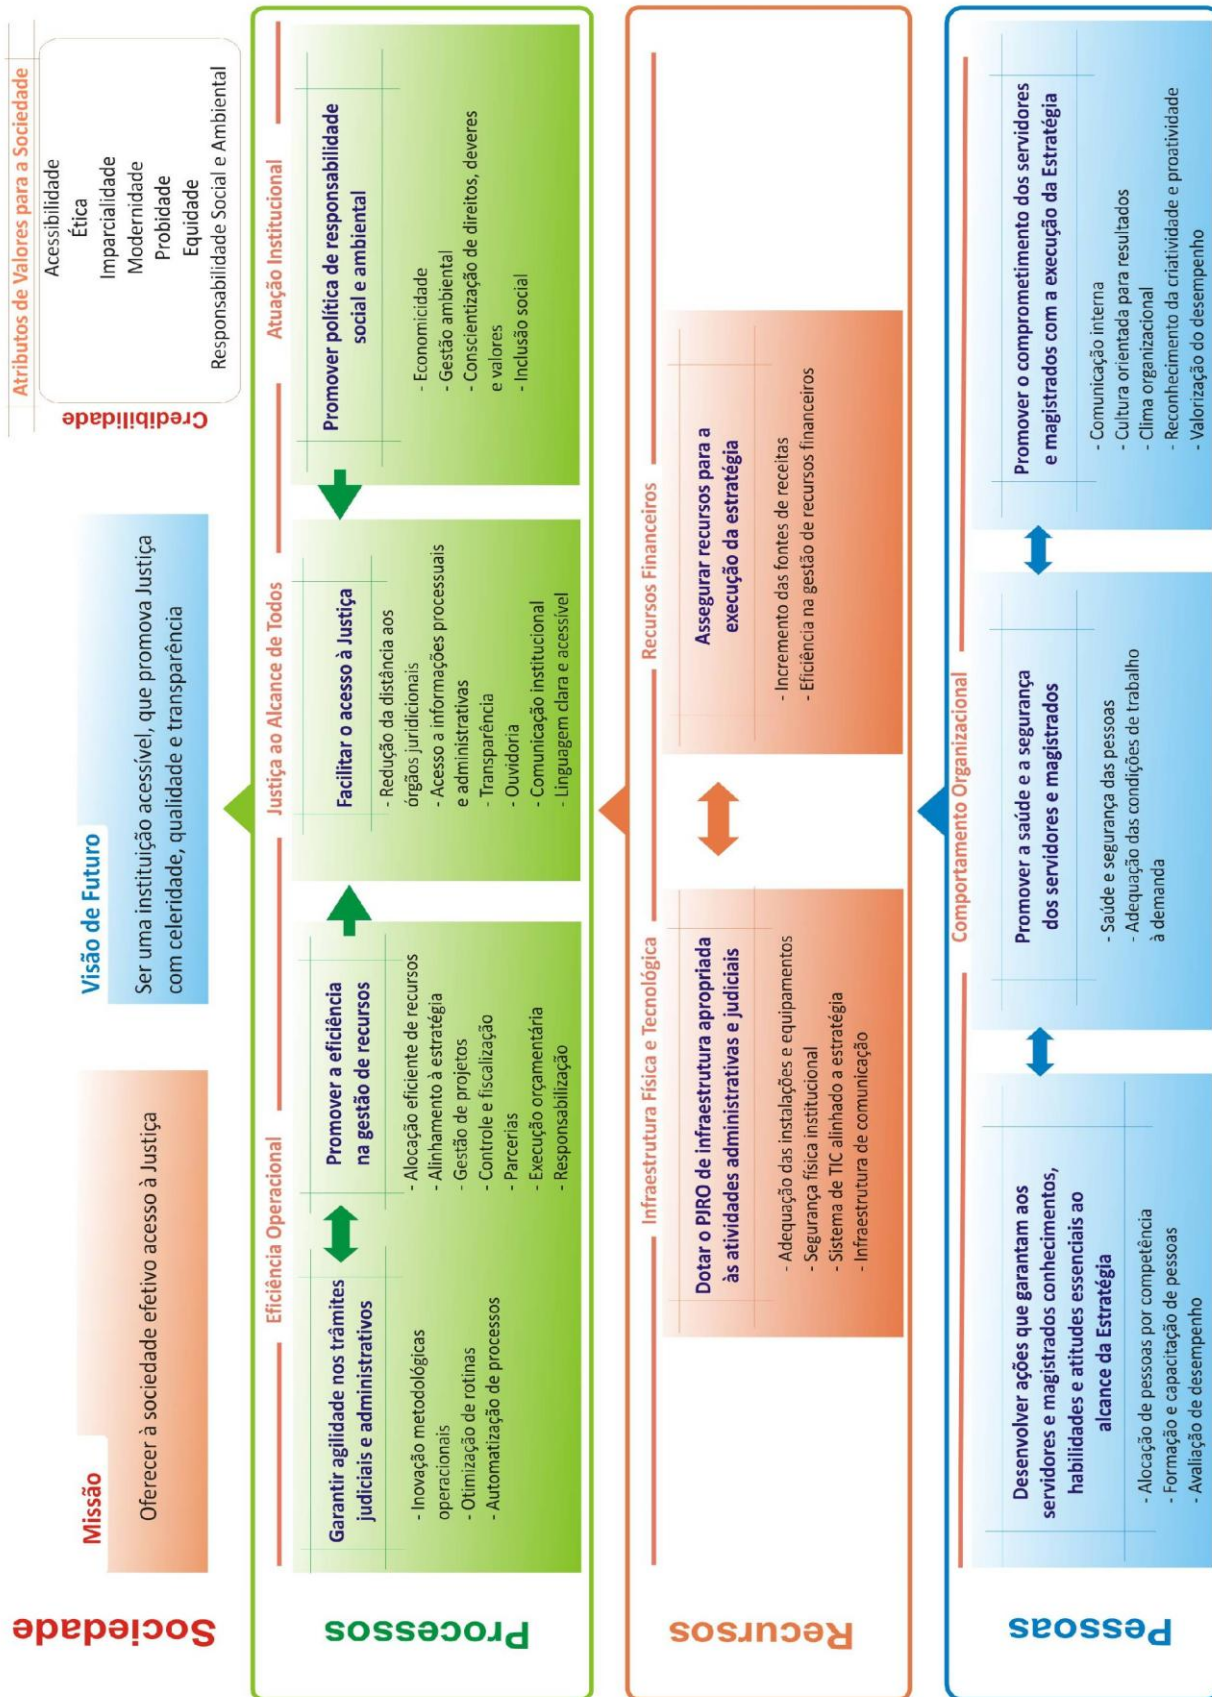 Sociedade
Missão
Oferecer à sociedade efetivo acesso à Justiça
Visão de Futuro
Ser uma instituição acessível, que promova Justiça
com celeridade, qualidade e transparência
Credibilidade
Atributos de Valores para a Sociedade
Acessibilidade
Ética
Imparcialidade
Modernidade
Probidade
Equidade
Responsabilidade Social e Ambiental
Processos
Eficiência Operacional
Garantir agilidade nos trâmites
judiciais e administrativos
- Inovação metodológicas
operacionais
- Otimização de rotinas
- Automatização de processos
Promover a eficiência
na gestão de recursos
- Alocação eficiente de recursos
- Alinhamento à estratégia
- Gestão de projetos
- Controle e fiscalização
- Parcerias
- Execução orçamentária
- Responsabilização
Justiça ao Alcance de Todos
Facilitar o acesso à Justiça
- Redução da distância aos
órgãos juridicionais
- Acesso a informações processuais
e administrativas
- Transparência
- Ouvidoria
- Comunicação institucional
- Linguagem clara e acessível
Atuação Institucional
Promover política de responsabilidade
social e ambiental
- Economicidade
- Gestão ambiental
- Conscientização de direitos, deveres
e valores
- Inclusão social
Recursos
Infraestrutura Física e Tecnológica
Dotar o PJRO de infraestrutura apropriada
às atividades administrativas e judiciais
- Adequação das instalações e equipamentos
- Segurança física institucional
- Sistema de TIC alinhado a estratégia
- Infraestrutura de comunicação
Recursos Financeiros
Assegurar recursos para a
execução da estratégia
- Incremento das fontes de receitas
- Eficiência na gestão de recursos financeiros
Pessoas
Comportamento Organizacional
Desenvolver ações que garantam aos
servidores e magistrados conhecimentos,
habilidades e atitudes essenciais ao
alcance da Estratégia
- Alocação de pessoas por competência
- Formação e capacitação de pessoas
- Avaliação de desempenho
Promover a saúde e a segurança
dos servidores e magistrados
- Saúde e segurança das pessoas
- Adequação das condições de trabalho
à demanda
Promover o comprometimento dos servidores
e magistrados com a execução da Estratégia
- Comunicação interna
- Cultura orientada para resultados
- Clima organizacional
- Reconhecimento da criatividade e proatividade
- Valorização do desempenho